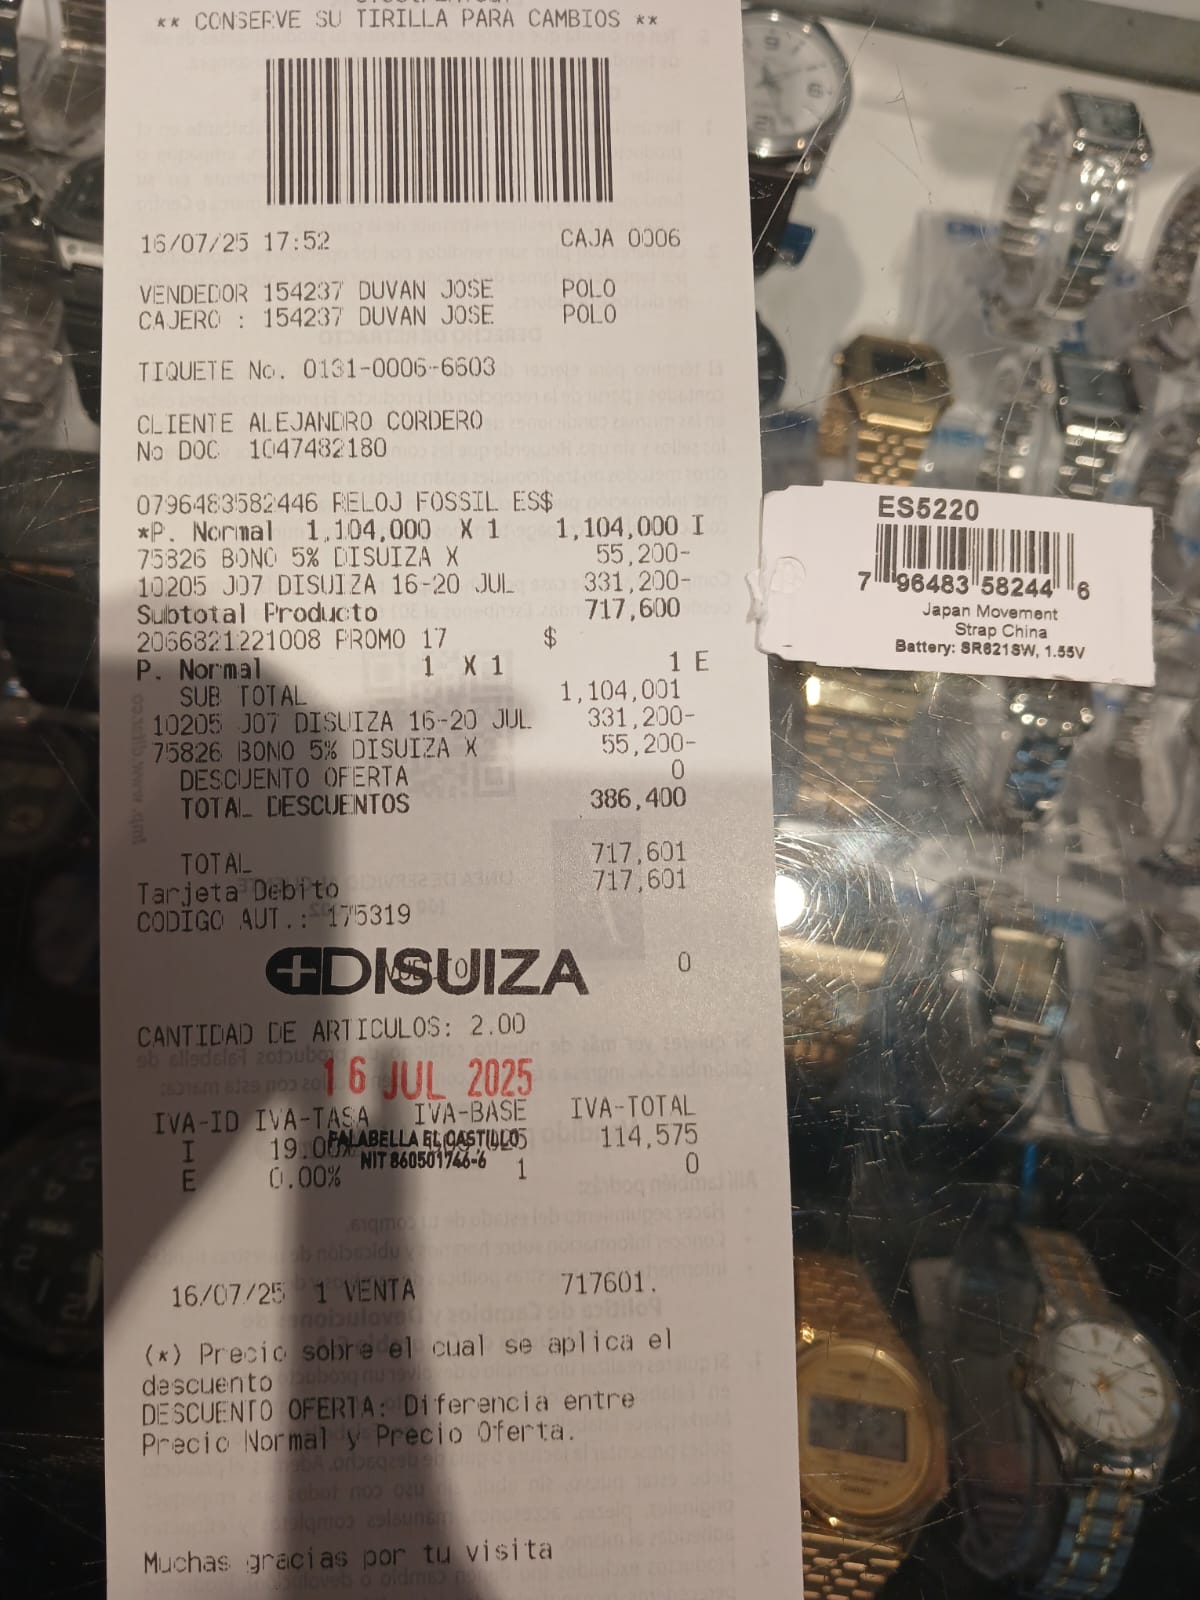 ** CONSERVE SU TIRILLA PARA CAMBIOS **
16/07/25 17:52 CAJA 0006
VENDEDOR 154237 DUVAN JOSE POLO
CAJERO : 154237 DUVAN JOSE POLO
TIQUETE No. 0131-0006-6603
CLIENTE ALEJANDRO CORDERO
No DOC 1047482180
0796483582446 RELOJ FOSSIL ES$
*P. Normal 1,104,000 X 1 1,104,000 I
75826 BONO 5% DISUIZA X 55,200-
10205 J07 DISUIZA 16-20 JUL 331,200-
Subtotal Producto 717,600
2066821221008 PROMO 17 $
P. Normal 1 X 1 1 E
SUB TOTAL 1,104,001
10205 J07 DISUIZA 16-20 JUL 331,200-
75826 BONO 5% DISUIZA X 55,200-
DESCUENTO OFERTA 0
TOTAL DESCUENTOS 386,400
TOTAL 717,601
Tarjeta Debito 717,601
CODIGO AUT.: 175319
DISUIZA 0
CANTIDAD DE ARTICULOS: 2.00
16 JUL 2025
IVA-ID IVA-TASA IVA-BASE IVA-TOTAL
I 19.00% 114,575
FALABELLA EL CASTILLO
NIT 860501746-6
E 0.00% 1 0
16/07/25 1 VENTA 717601.
(*) Precio sobre el cual se aplica el
descuento
DESCUENTO OFERTA: Diferencia entre
Precio Normal y Precio Oferta.
Muchas gracias por tu visita
ES5220
7 96483 58244 6
Japan Movement
Strap China
Battery: SR621SW, 1.55V